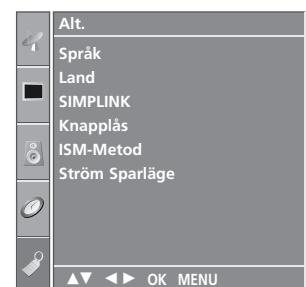 Alt.
Språk
Land
SIMPLINK
Knapplås
ISM-Metod
Ström Sparläge
▲▼ ◄► OK MENU